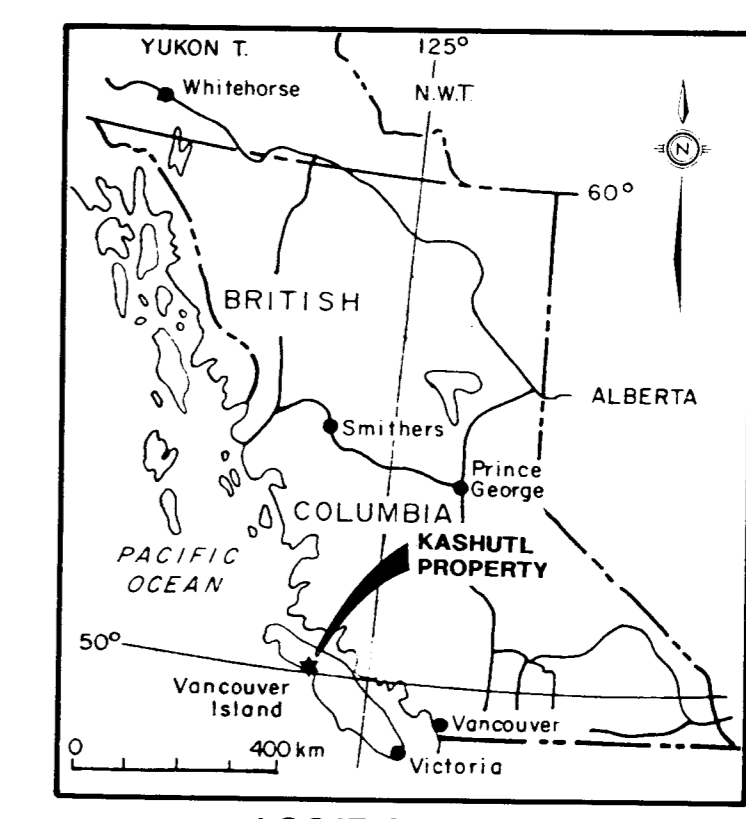 YUKON T.
125°
Whitehorse
N.W.T.
N
60°
BRITISH
ALBERTA
Smithers
Prince
George
COLUMBIA
KASHUTL
PROPERTY
PACIFIC
OCEAN
50°
Vancouver
Island
Vancouver
0
400 km
Victoria